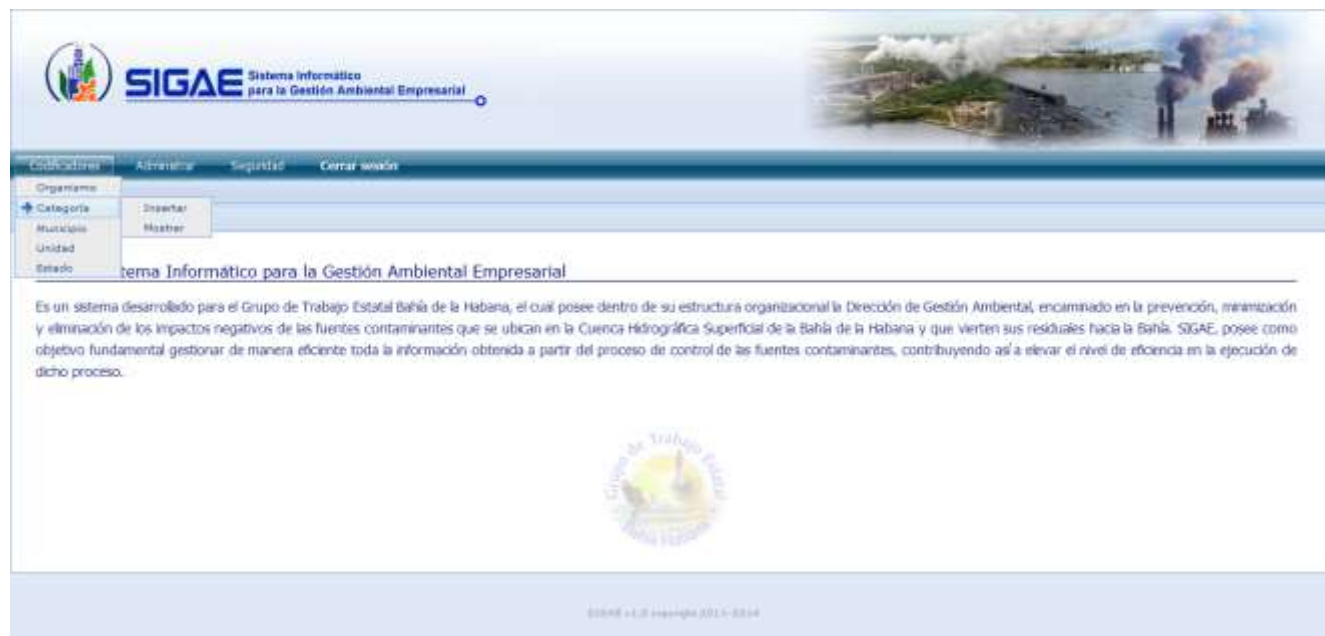 SIGAE Sistema Informático
para la Gestión Ambiental Empresarial
Codificadores Administrar Seguridad Cerrar sesión
Organismo
Categoría Insertar
Municipio Mostrar
Unidad
Estado
tema Informático para la Gestión Ambiental Empresarial
Es un sistema desarrollado para el Grupo de Trabajo Estatal Bahía de la Habana, el cual posee dentro de su estructura organizacional la Dirección de Gestión Ambiental, encaminado en la prevención, minimización
y eliminación de los impactos negativos de las fuentes contaminantes que se ubican en la Cuenca Hidrográfica Superficial de la Bahía de la Habana y que vierten sus residuales hacia la Bahía. SIGAE, posee como
objetivo fundamental gestionar de manera eficiente toda la información obtenida a partir del proceso de control de las fuentes contaminantes, contribuyendo así a elevar el nivel de eficiencia en la ejecución de
dicho proceso.
Grupo de Trabajo Estatal
Bahía Habana
SIGAE v1.0 copyright